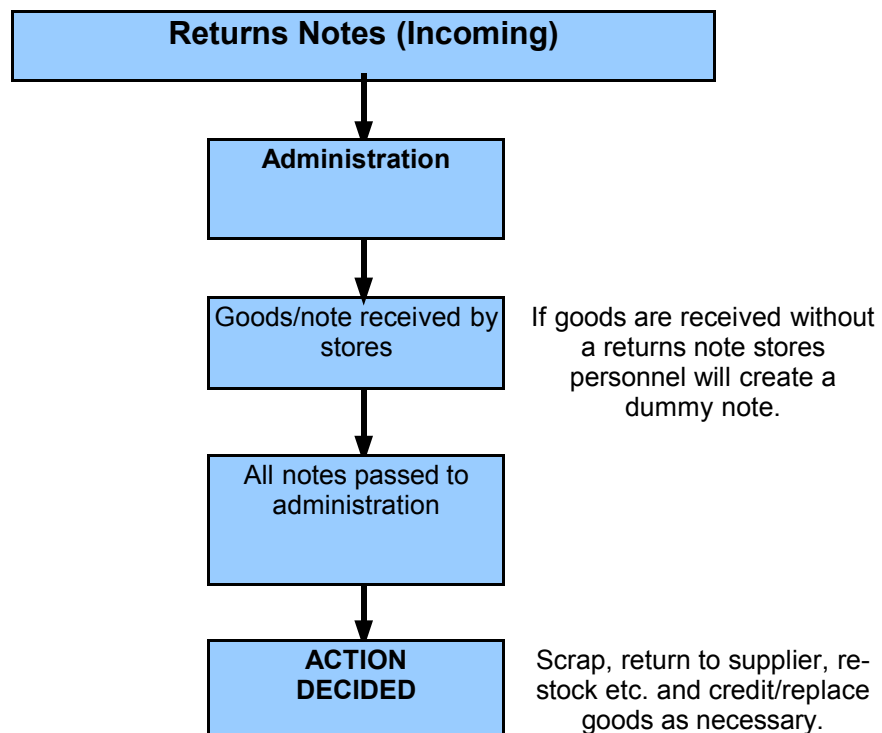 Returns Notes (Incoming)
Administration
Goods/note received by
stores
If goods are received without
a returns note stores
personnel will create a
dummy note.
All notes passed to
administration
ACTION
DECIDED
Scrap, return to supplier, re-
stock etc. and credit/replace
goods as necessary.